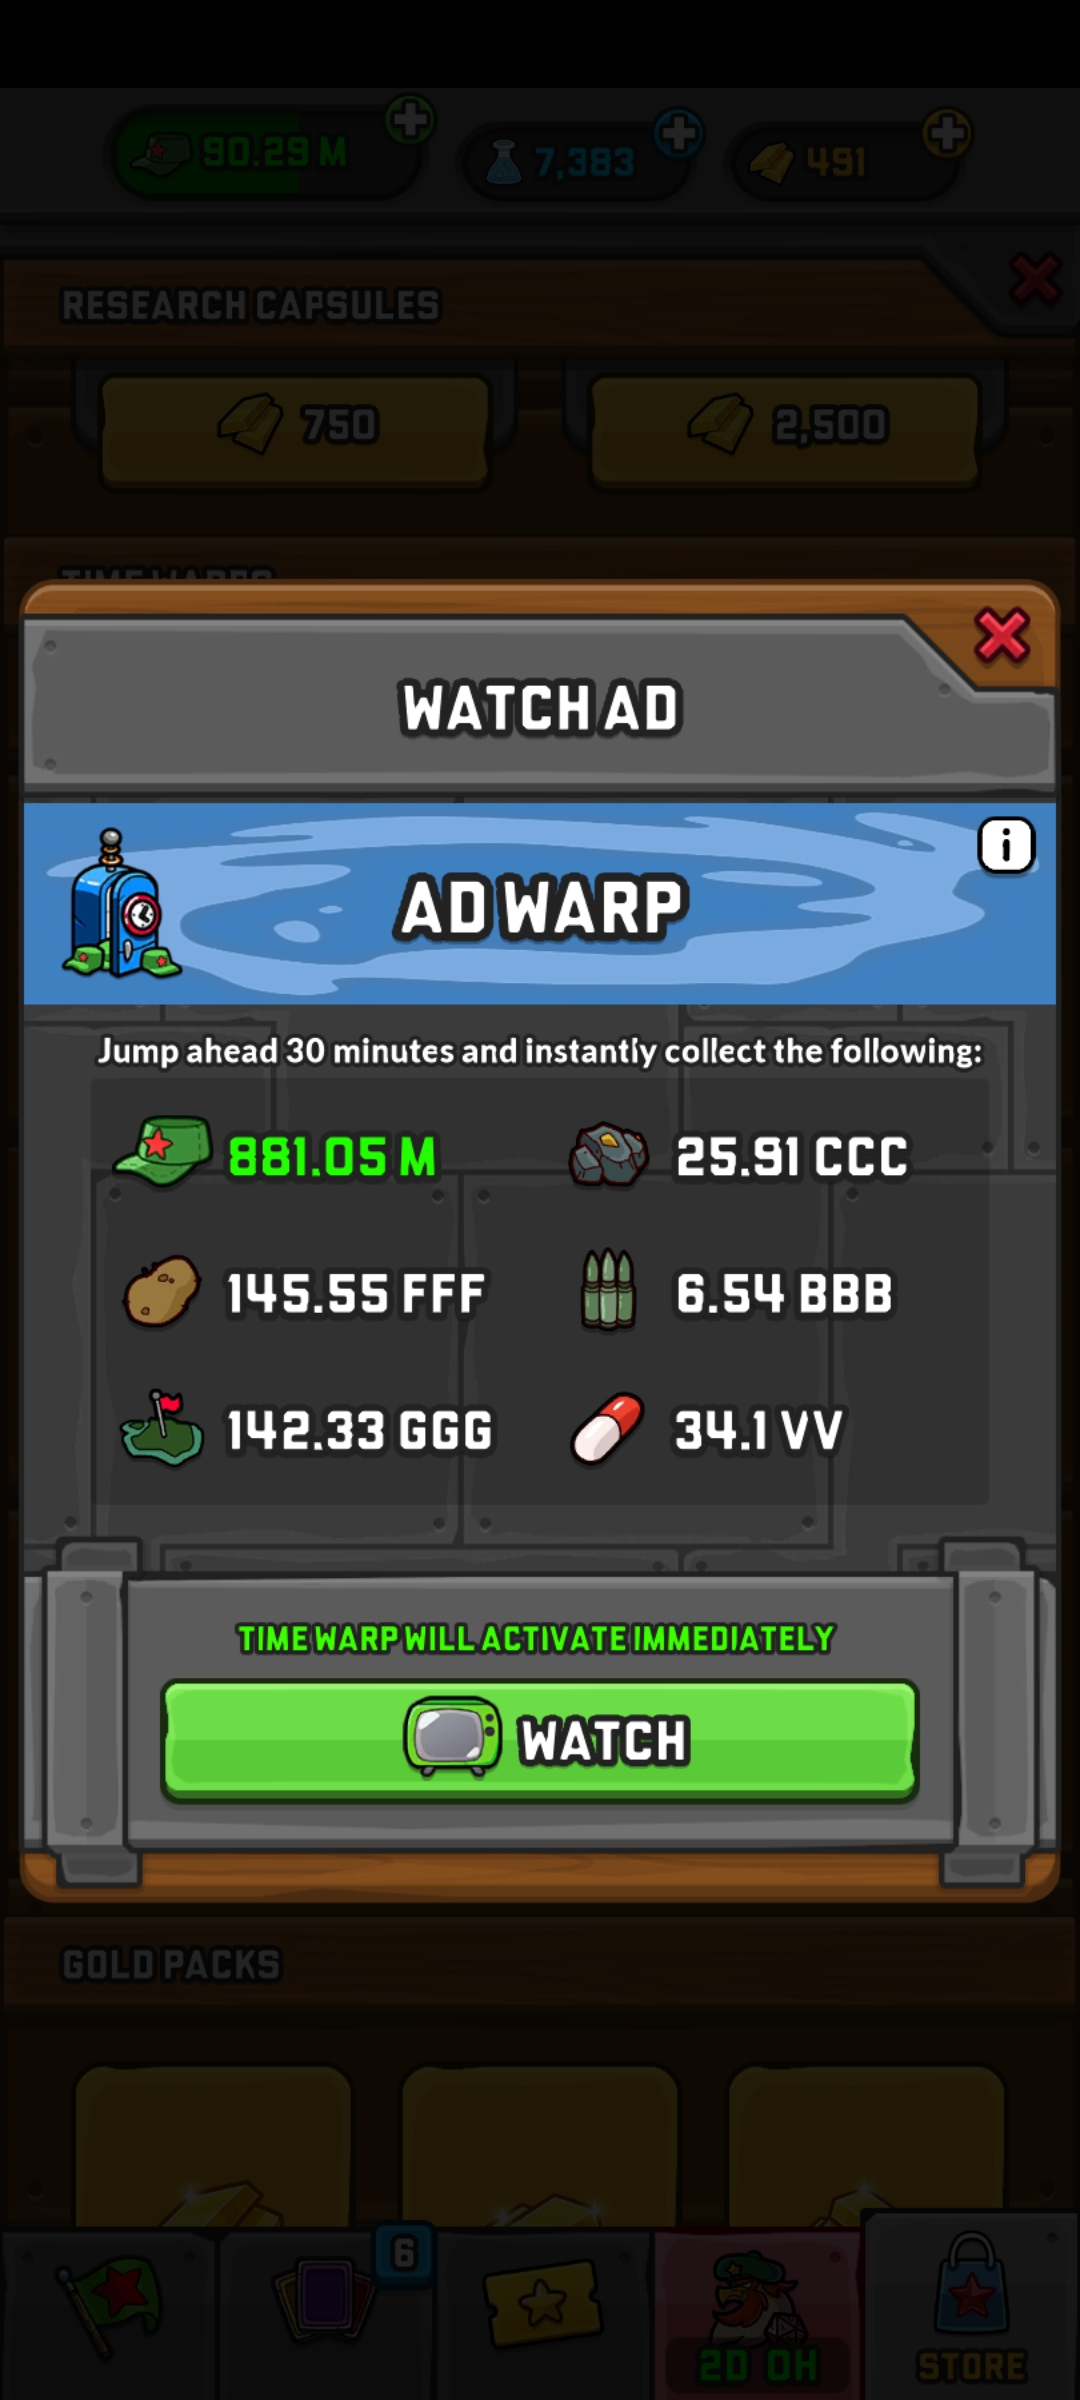 90.29 M 7,383 491
RESEARCH CAPSULES
750 2,500
TIME WARPS
WATCH AD
AD WARP
i
Jump ahead 30 minutes and instantly collect the following:
881.05 M 25.91 CCC
145.55 FFF 6.54 BBB
142.33 GGG 34.1 VV
TIME WARP WILL ACTIVATE IMMEDIATELY
WATCH
GOLD PACKS
6
2D 0H STORE